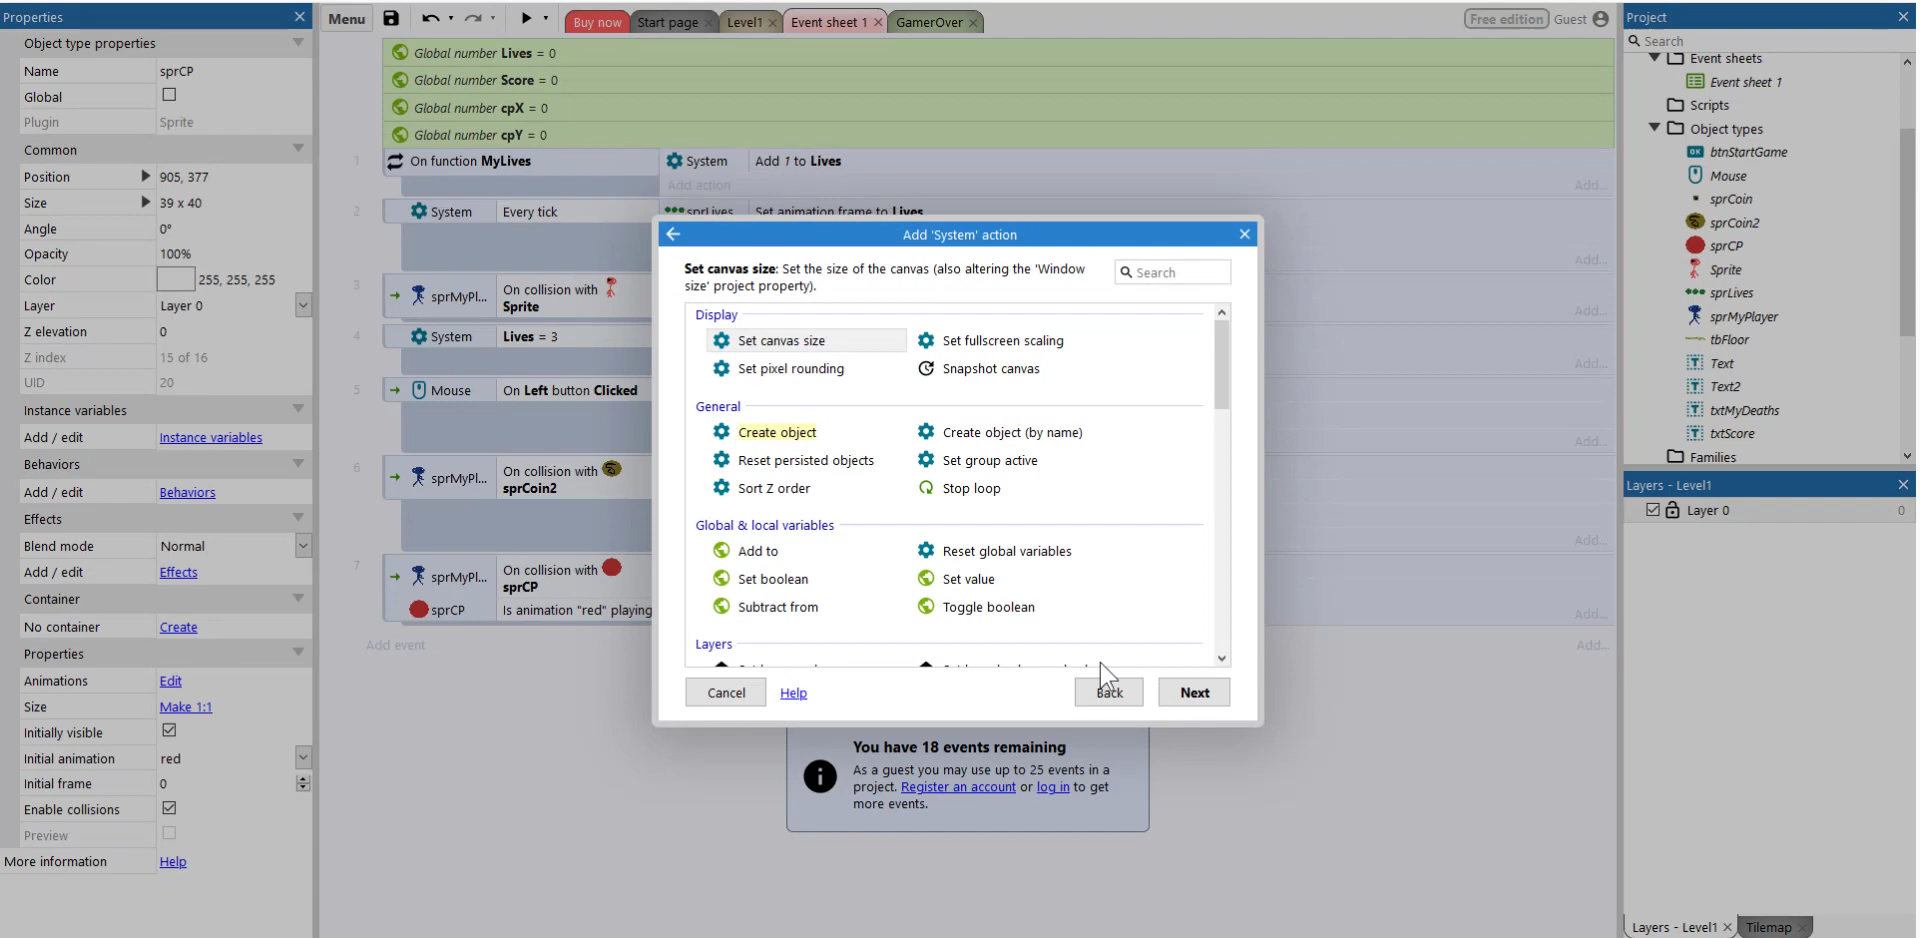 Properties
Object type properties
Name sprCP
Global
Plugin Sprite
Common
Position 905, 377
Size 39 x 40
Angle 0°
Opacity 100%
Color 255, 255, 255
Layer Layer 0
Z elevation 0
Z index 15 of 16
UID 20
Instance variables
Add / edit Instance variables
Behaviors
Add / edit Behaviors
Effects
Blend mode Normal
Add / edit Effects
Container
No container Create
Properties
Animations Edit
Size Make 1:1
Initially visible
Initial animation red
Initial frame 0
Enable collisions
Preview
More information Help
Menu
Buy now
Start page
Level1
Event sheet 1
GamerOver
Free edition
Guest
Global number Lives = 0
Global number Score = 0
Global number cpX = 0
Global number cpY = 0
1 On function MyLives System Add 1 to Lives
Add action Add...
2 System Every tick sprLives Set animation frame to Lives
Add...
3 sprMyPl... On collision with Sprite
Add...
4 System Lives = 3
Add...
5 Mouse On Left button Clicked
Add...
6 sprMyPl... On collision with sprCoin2
Add...
7 sprMyPl... On collision with sprCP
sprCP Is animation "red" playing
Add...
Add event Add...
Add 'System' action
Set canvas size: Set the size of the canvas (also altering the 'Window
size' project property).
Search
Display
Set canvas size Set fullscreen scaling
Set pixel rounding Snapshot canvas
General
Create object Create object (by name)
Reset persisted objects Set group active
Sort Z order Stop loop
Global & local variables
Add to Reset global variables
Set boolean Set value
Subtract from Toggle boolean
Layers
Cancel Help Back Next
You have 18 events remaining
As a guest you may use up to 25 events in a
project. Register an account or log in to get
more events.
Project
Search
Event sheets
Event sheet 1
Scripts
Object types
btnStartGame
Mouse
sprCoin
sprCoin2
sprCP
Sprite
sprLives
sprMyPlayer
tbFloor
Text
Text2
txtMyDeaths
txtScore
Families
Layers - Level1
Layer 0 0
Layers - Level1 Tilemap